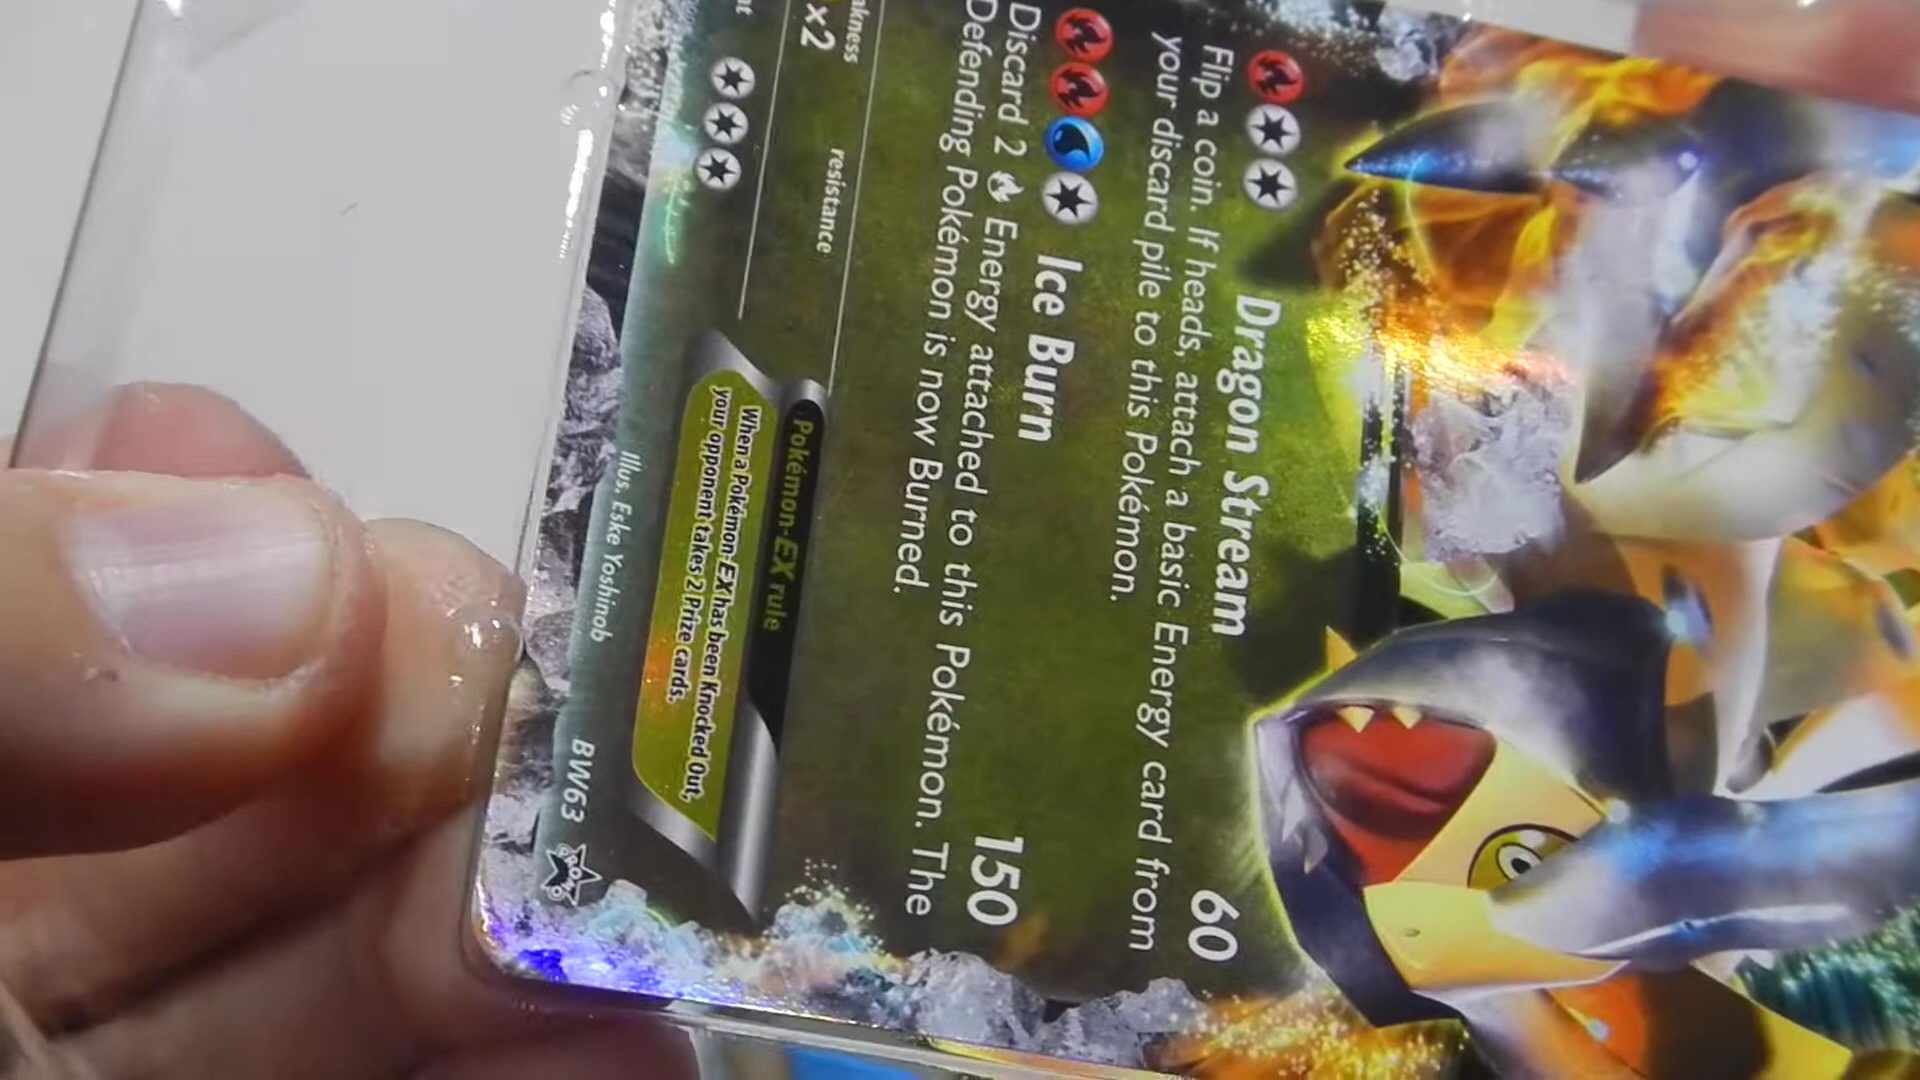 Dragon Stream 60
Flip a coin. If heads, attach a basic Energy card from
your discard pile to this Pokémon.
Ice Burn 150
Discard 2 Energy attached to this Pokémon. The
Defending Pokémon is now Burned.
resistance
×2
Pokémon-EX rule
When a Pokémon-EX has been Knocked Out,
your opponent takes 2 Prize cards.
Illus. Eske Yoshinob
BW63
PROMO